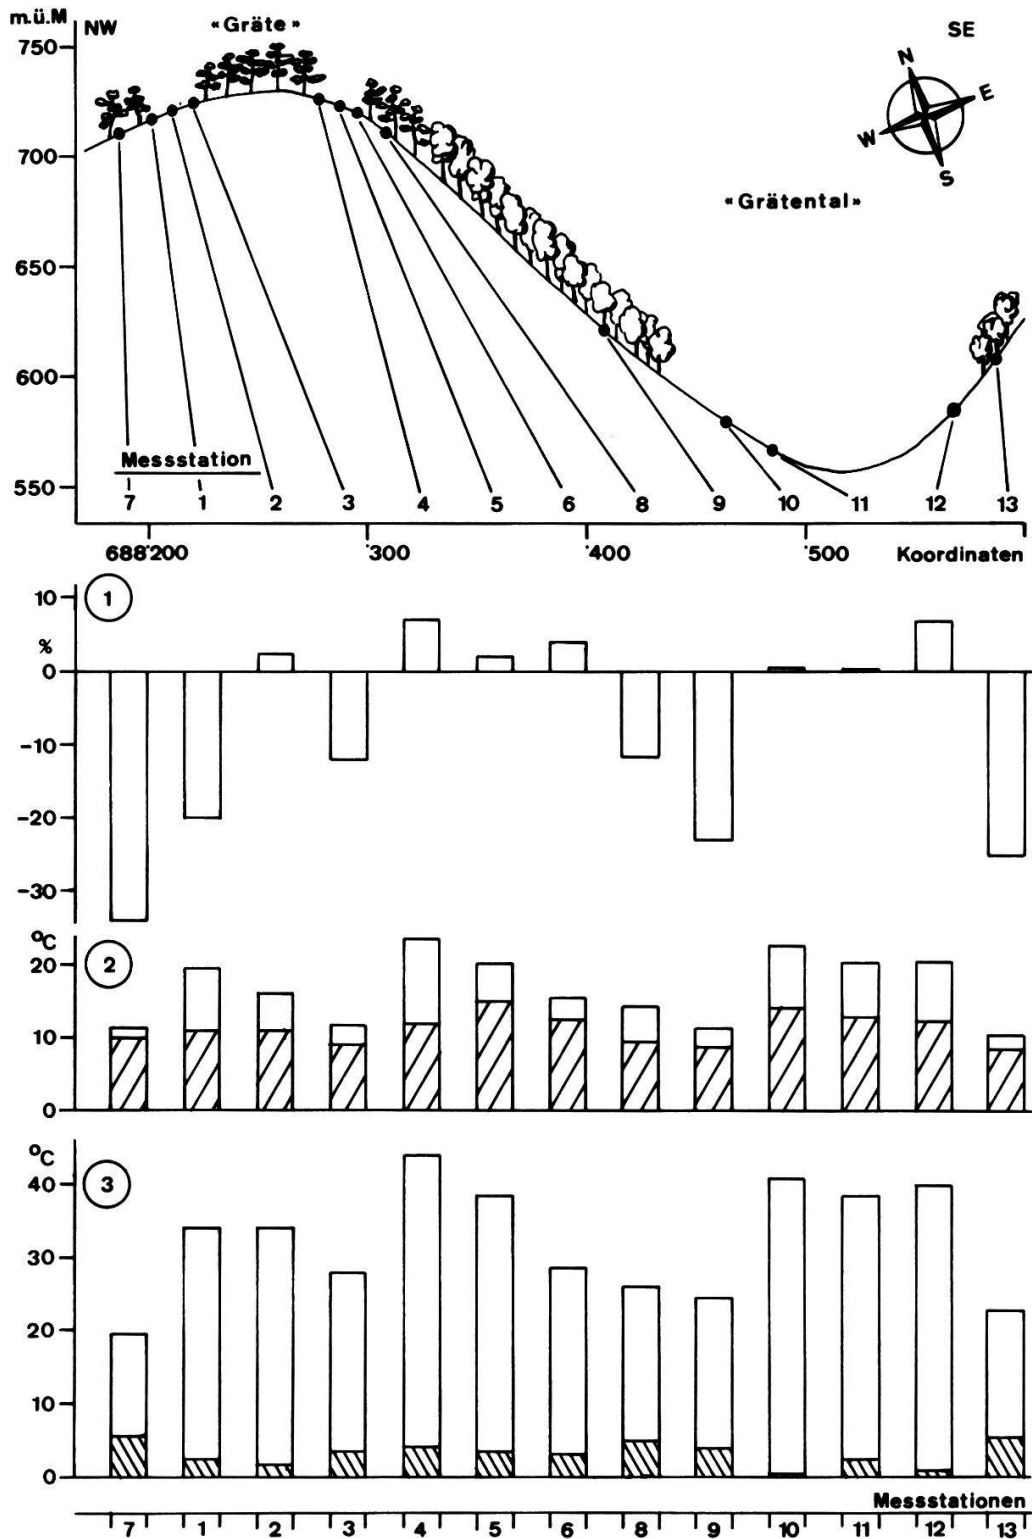 m.ü.M NW «Gräte» SE
750
N
E
W
S
700
«Grätental»
650
600
Messstation
550
7 1 2 3 4 5 6 8 9 10 11 12 13
688'200 '300 '400 '500 Koordinaten
1
10
%
0
-10
-20
-30
2
°C
20
10
0
3
°C
40
30
20
10
0
Messstationen
7 1 2 3 4 5 6 8 9 10 11 12 13